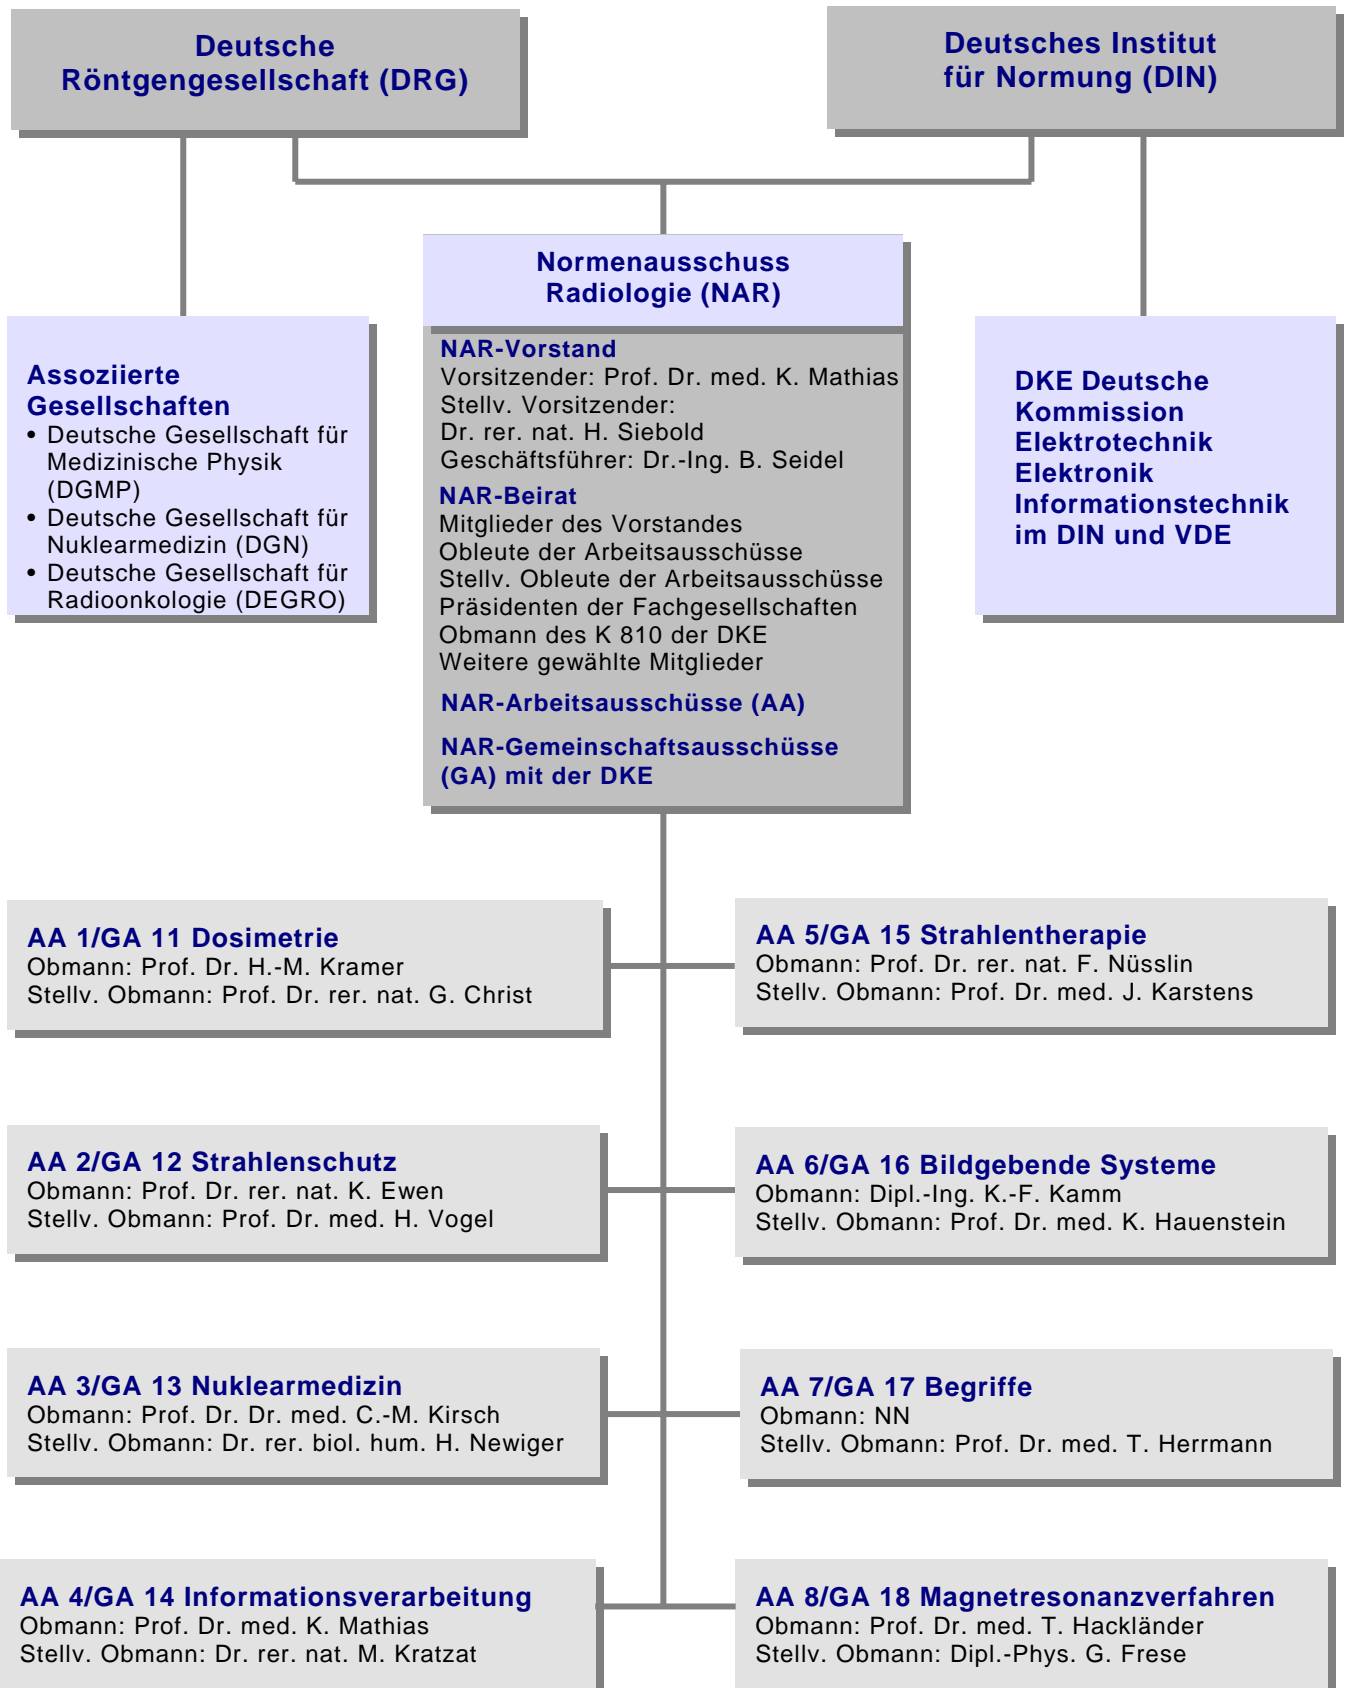 Deutsche
Röntgengesellschaft (DRG)
Deutsches Institut
für Normung (DIN)
Normenausschuss
Radiologie (NAR)
NAR-Vorstand
Vorsitzender: Prof. Dr. med. K. Mathias
Stellv. Vorsitzender:
Dr. rer. nat. H. Siebold
Geschäftsführer: Dr.-Ing. B. Seidel
NAR-Beirat
Mitglieder des Vorstandes
Obleute der Arbeitsausschüsse
Stellv. Obleute der Arbeitsausschüsse
Präsidenten der Fachgesellschaften
Obmann des K 810 der DKE
Weitere gewählte Mitglieder
NAR-Arbeitsausschüsse (AA)
NAR-Gemeinschaftsausschüsse
(GA) mit der DKE
Assoziierte
Gesellschaften
• Deutsche Gesellschaft für
Medizinische Physik
(DGMP)
• Deutsche Gesellschaft für
Nuklearmedizin (DGN)
• Deutsche Gesellschaft für
Radioonkologie (DEGRO)
DKE Deutsche
Kommission
Elektrotechnik
Elektronik
Informationstechnik
im DIN und VDE
AA 1/GA 11 Dosimetrie
Obmann: Prof. Dr. H.-M. Kramer
Stellv. Obmann: Prof. Dr. rer. nat. G. Christ
AA 5/GA 15 Strahlentherapie
Obmann: Prof. Dr. rer. nat. F. Nüsslin
Stellv. Obmann: Prof. Dr. med. J. Karstens
AA 2/GA 12 Strahlenschutz
Obmann: Prof. Dr. rer. nat. K. Ewen
Stellv. Obmann: Prof. Dr. med. H. Vogel
AA 6/GA 16 Bildgebende Systeme
Obmann: Dipl.-Ing. K.-F. Kamm
Stellv. Obmann: Prof. Dr. med. K. Hauenstein
AA 3/GA 13 Nuklearmedizin
Obmann: Prof. Dr. Dr. med. C.-M. Kirsch
Stellv. Obmann: Dr. rer. biol. hum. H. Newiger
AA 7/GA 17 Begriffe
Obmann: NN
Stellv. Obmann: Prof. Dr. med. T. Herrmann
AA 4/GA 14 Informationsverarbeitung
Obmann: Prof. Dr. med. K. Mathias
Stellv. Obmann: Dr. rer. nat. M. Kratzat
AA 8/GA 18 Magnetresonanzverfahren
Obmann: Prof. Dr. med. T. Hackländer
Stellv. Obmann: Dipl.-Phys. G. Frese